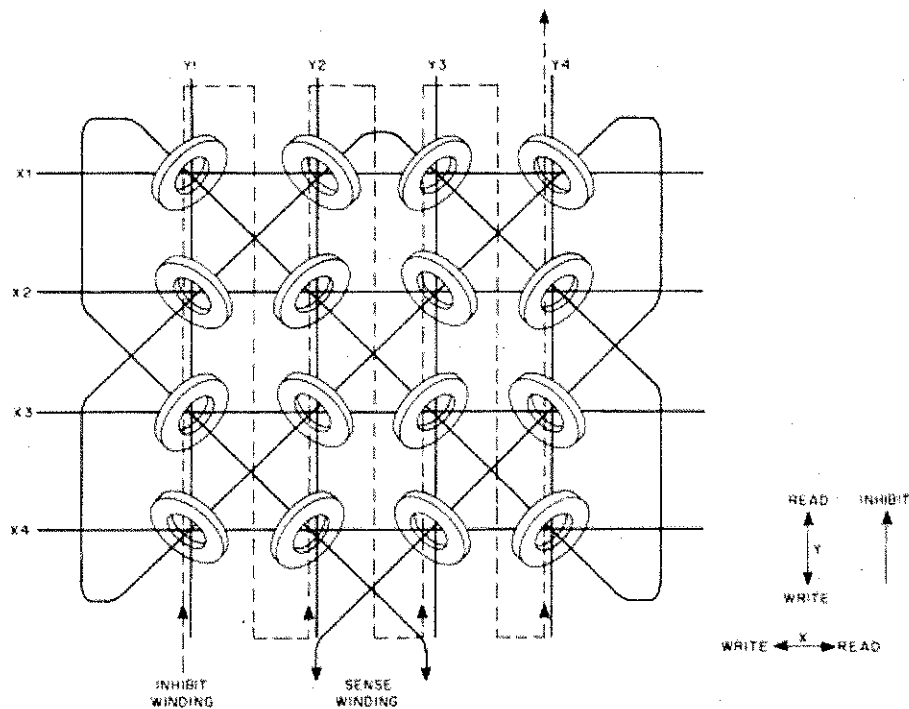 Y1 Y2 Y3 Y4
X1
X2
X3
X4
READ INHIBIT
Y
WRITE
WRITE X READ
INHIBIT
WINDING
SENSE
WINDING